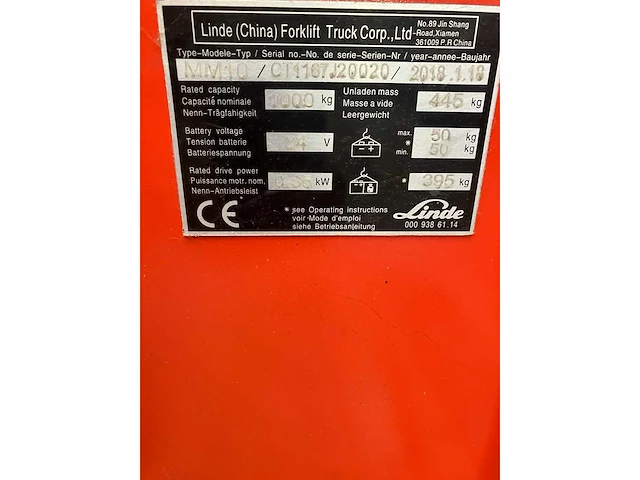 Linde (China) Forklift Truck Corp.,Ltd
No.89 Jin Shang
-Road,Xiamen
361009 P.R China
Type-Modele-Typ / Serial no.-No. de serie-Serien-Nr / year-annee-Baujahr
MM10 / CT1167J20020 / 2018.1.18
Rated capacity
Capacité nominale
Nenn-Trägfahigkeit
1000 kg
Unladen mass
Masse a vide
Leergewicht
445 kg
Battery voltage
Tension batterie
Batteriespannung
24 V
- +
max. 50 kg
* min. 50 kg
Rated drive power
Puissance motr. nom.
Nenn-Antriebsleist
kW
* 395 kg
CE
* see Operating instructions
voir Mode d'emploi
siehe Betriebsanleitung
Linde
000 938 61.14